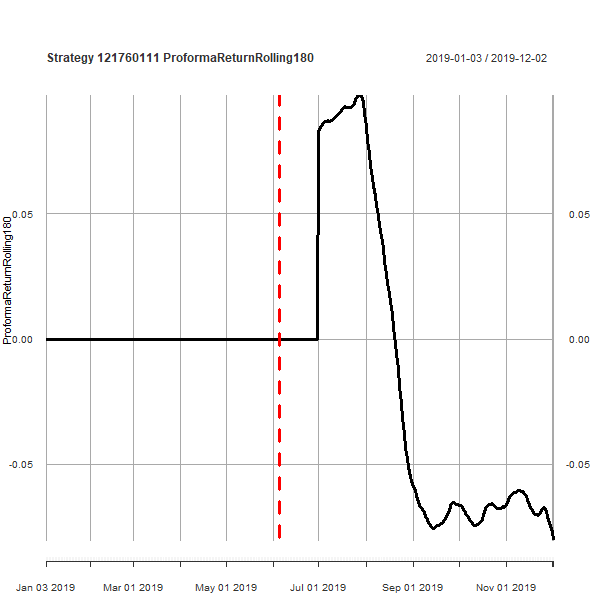 Strategy 121760111 ProformaReturnRolling180
2019-01-03 / 2019-12-02
ProformaReturnRolling180
0.05
0.05
0.00
0.00
-0.05
-0.05
Jan 03 2019
Mar 01 2019
May 01 2019
Jul 01 2019
Sep 01 2019
Nov 01 2019